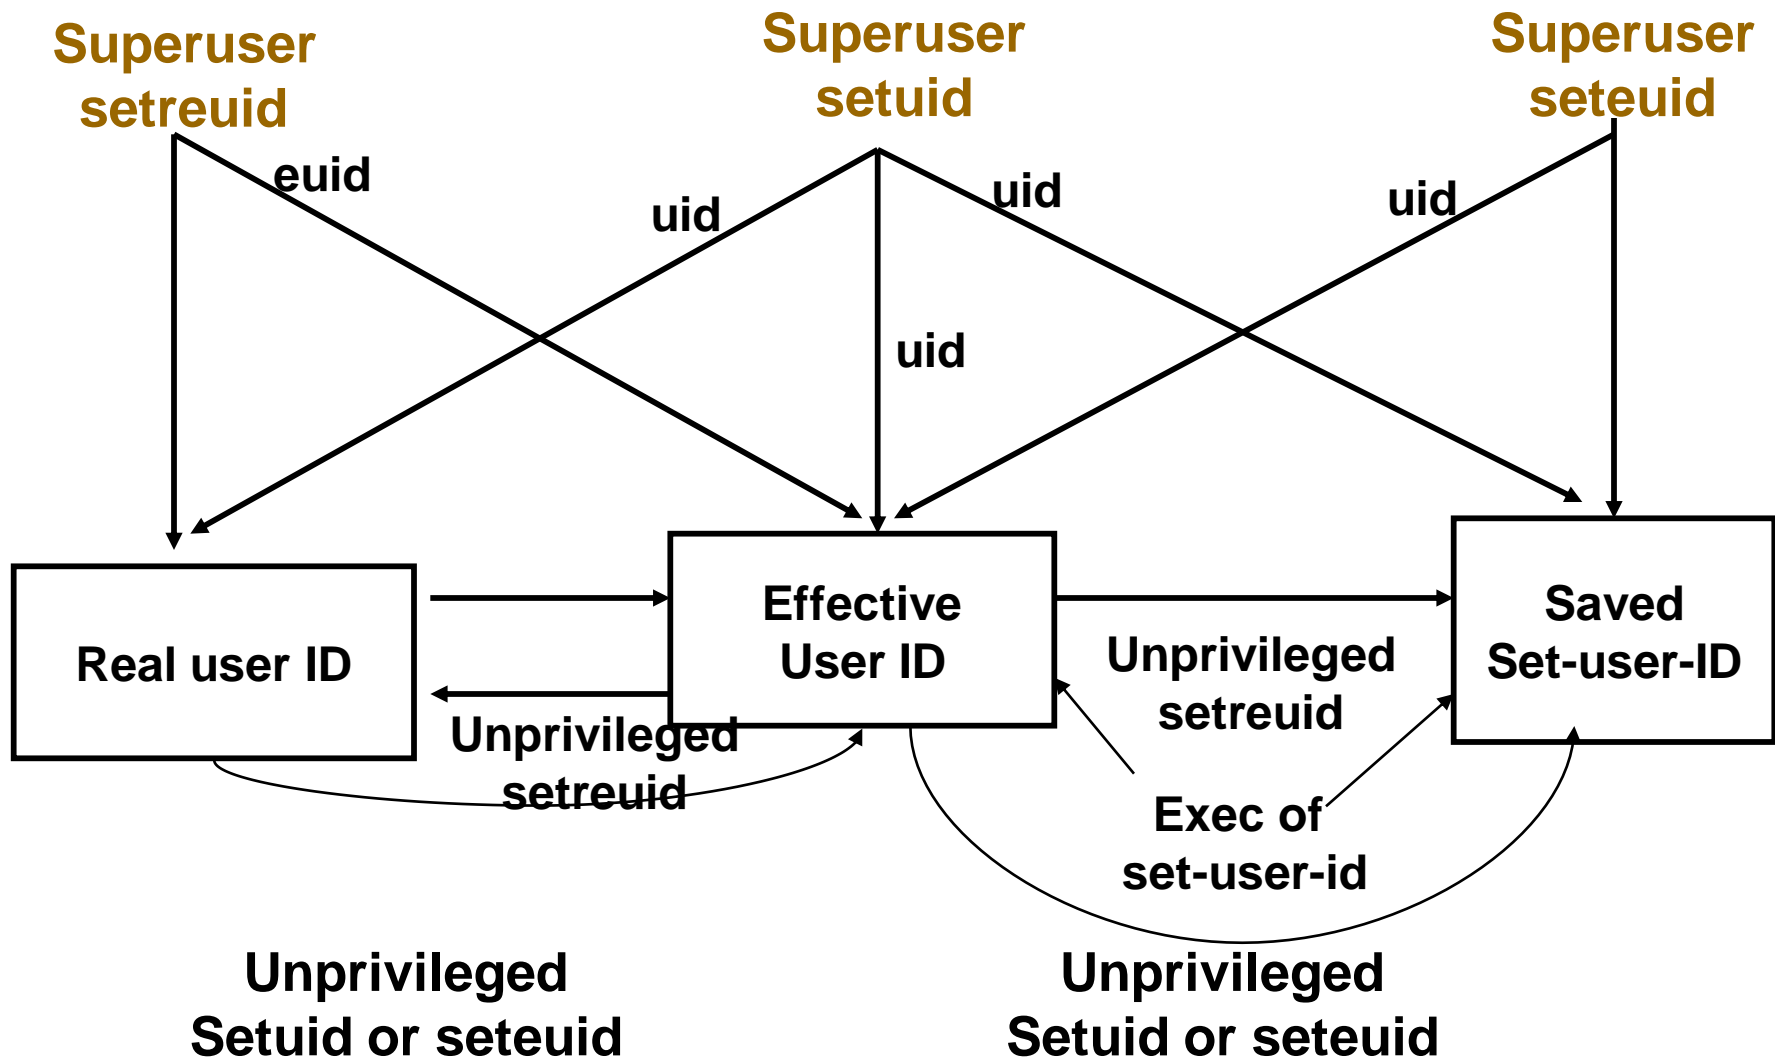 Superuser
setreuid
Superuser
setuid
Superuser
seteuid
euid
uid
uid
uid
uid
Real user ID
Effective
User ID
Saved
Set-user-ID
Unprivileged
setreuid
Unprivileged
setreuid
Exec of
set-user-id
Unprivileged
Setuid or seteuid
Unprivileged
Setuid or seteuid